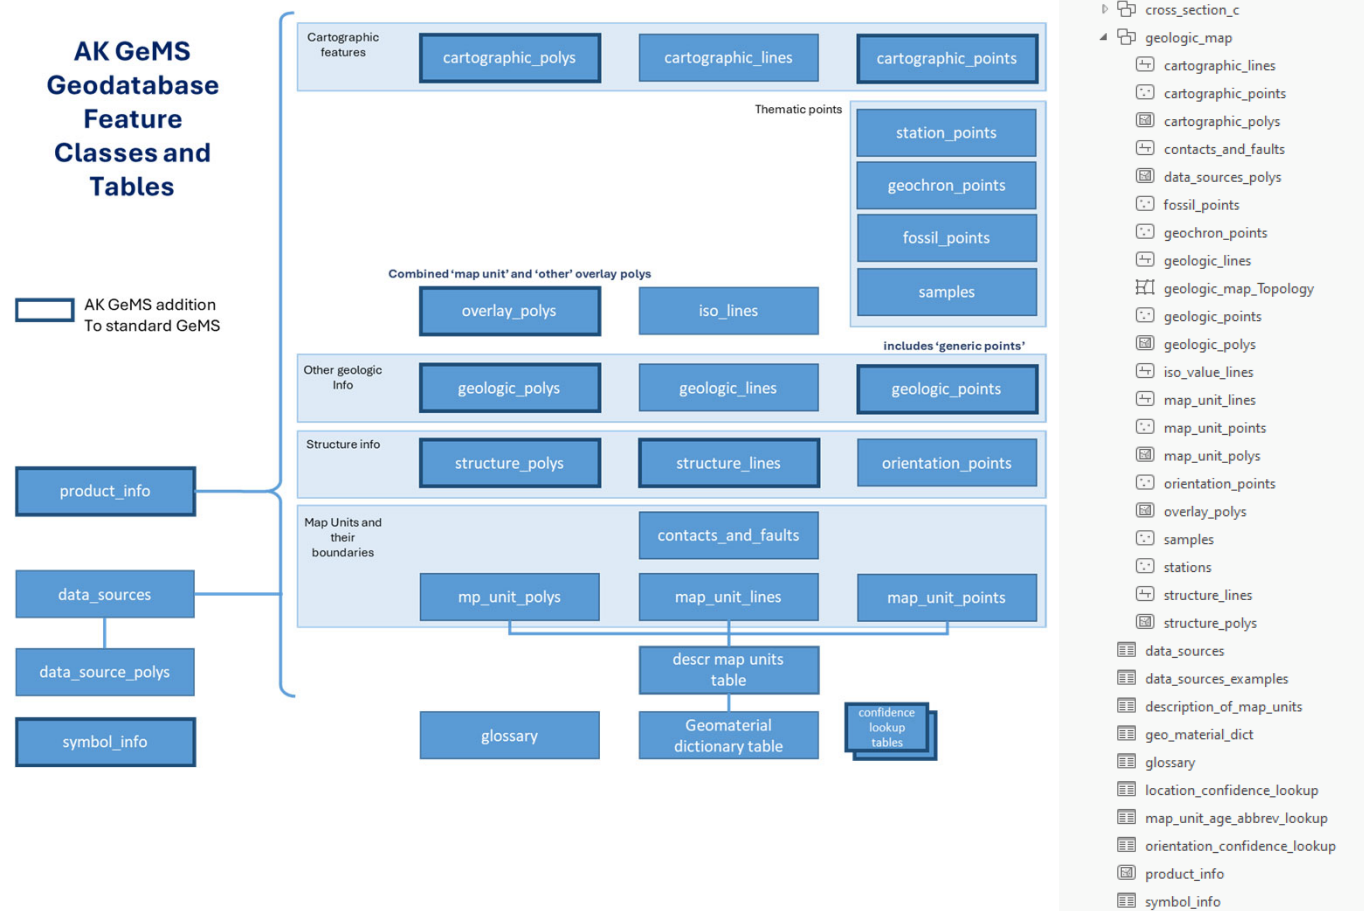 AK GeMS
Geodatabase
Feature
Classes and
Tables
AK GeMS addition
To standard GeMS
product_info
data_sources
data_source_polys
symbol_info
Cartographic
features
cartographic_polys
cartographic_lines
cartographic_points
Thematic points
station_points
geochron_points
fossil_points
samples
Combined ‘map unit’ and ‘other’ overlay polys
overlay_polys
iso_lines
includes ‘generic points’
Other geologic
Info
geologic_polys
geologic_lines
geologic_points
Structure info
structure_polys
structure_lines
orientation_points
Map Units and
their
boundaries
contacts_and_faults
mp_unit_polys
map_unit_lines
map_unit_points
descr map units
table
glossary
Geomaterial
dictionary table
confidence
lookup
tables
cross_section_c
geologic_map
cartographic_lines
cartographic_points
cartographic_polys
contacts_and_faults
data_sources_polys
fossil_points
geochron_points
geologic_lines
geologic_map_Topology
geologic_points
geologic_polys
iso_value_lines
map_unit_lines
map_unit_points
map_unit_polys
orientation_points
overlay_polys
samples
stations
structure_lines
structure_polys
data_sources
data_sources_examples
description_of_map_units
geo_material_dict
glossary
location_confidence_lookup
map_unit_age_abbrev_lookup
orientation_confidence_lookup
product_info
symbol_info